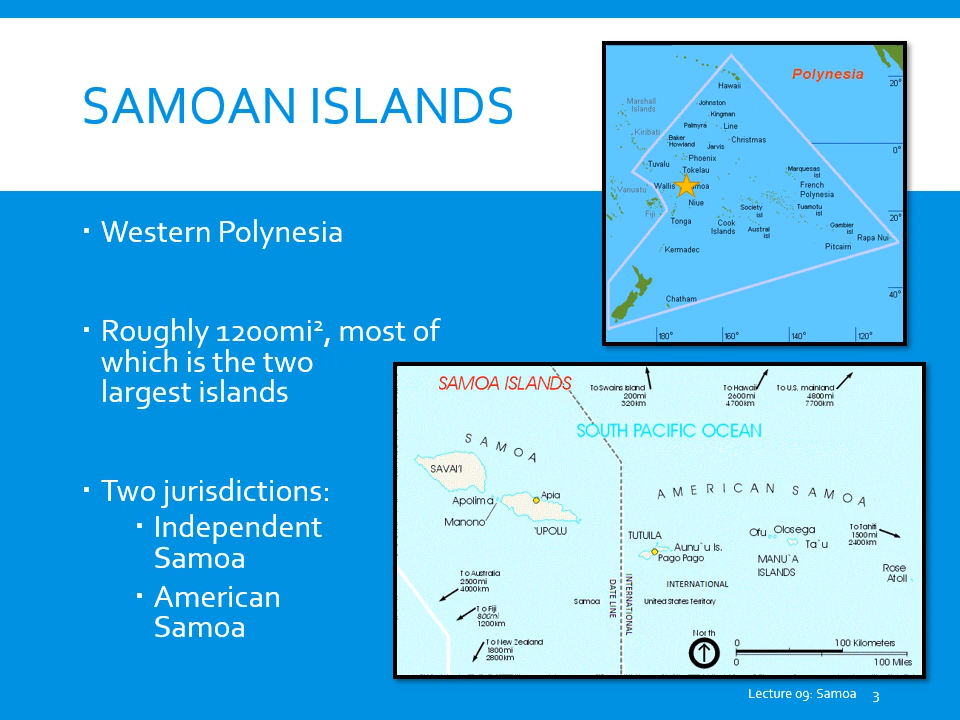 SAMOAN ISLANDS
▪ Western Polynesia
▪ Roughly 1200mi², most of
which is the two
largest islands
▪ Two jurisdictions:
▪ Independent
Samoa
▪ American
Samoa
Polynesia
Hawaii
20°
Marshall
Islands
Johnston
Kingman
Palmyra
Line
Kiribati
Baker
Howland
Jarvis
Christmas
0°
Phoenix
Tuvalu
Tokelau
Marquesas
isl
Wallis
moa
French
Polynesia
Vanuatu
Niue
Fiji
Society
isl
Tuamotu
isl
20°
Tonga
Cook
Islands
Austral
isl
Gambier
isl
Rapa Nui
Pitcairn
Kermadec
40°
Chatham
180°
160°
140°
120°
SAMOA ISLANDS
To Swains Island
200mi
320km
To Hawaii
2600mi
4700km
To U.S. mainland
4800mi
7700km
SOUTH PACIFIC OCEAN
SAMOA
SAVAI'I
Apolima
Apia
Manono
'UPOLU
AMERICAN SAMOA
TUTUILA
Aunu`u Is.
Pago Pago
Ofu
Olosega
Ta`u
MANU`A
ISLANDS
To Tahiti
1500mi
2400km
Rose
Atoll
To Australia
2500mi
4000km
INTERNATIONAL
DATE LINE
INTERNATIONAL
Samoa
United States Territory
To Fiji
800mi
1200km
To New Zealand
1800mi
2800km
North
0
100 Kilometers
0
100 Miles
Lecture 09: Samoa
3